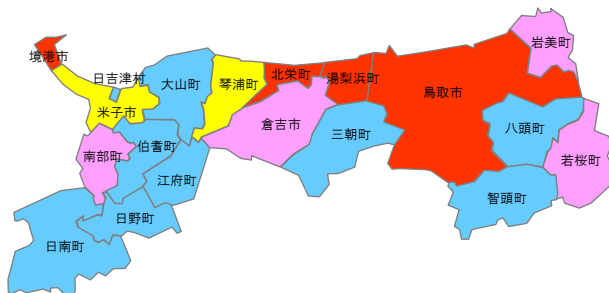 岩美町
境港市
日吉津村
大山町
琴浦町
北栄町
湯梨浜町
鳥取市
米子市
倉吉市
三朝町
八頭町
伯耆町
南部町
若桜町
江府町
智頭町
日野町
日南町